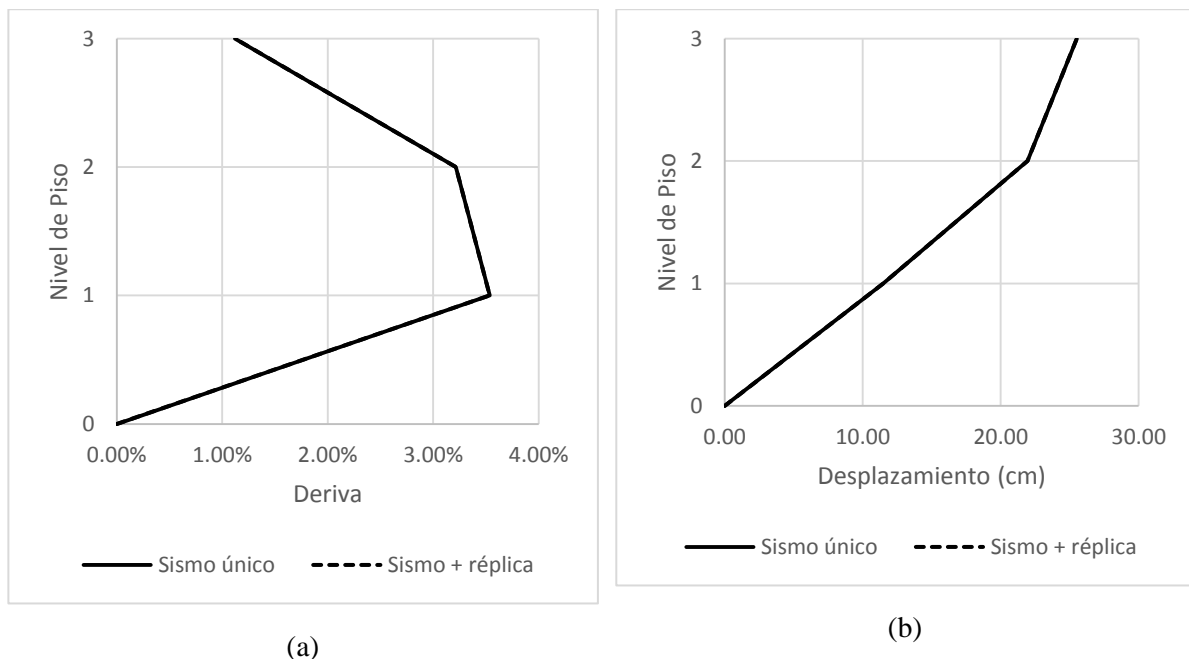 3
2
1
0
Nivel de Piso
0.00% 1.00% 2.00% 3.00% 4.00%
Deriva
Sismo único Sismo + réplica
(a)
3
2
1
0
Nivel de Piso
0.00 10.00 20.00 30.00
Desplazamiento (cm)
Sismo único Sismo + réplica
(b)